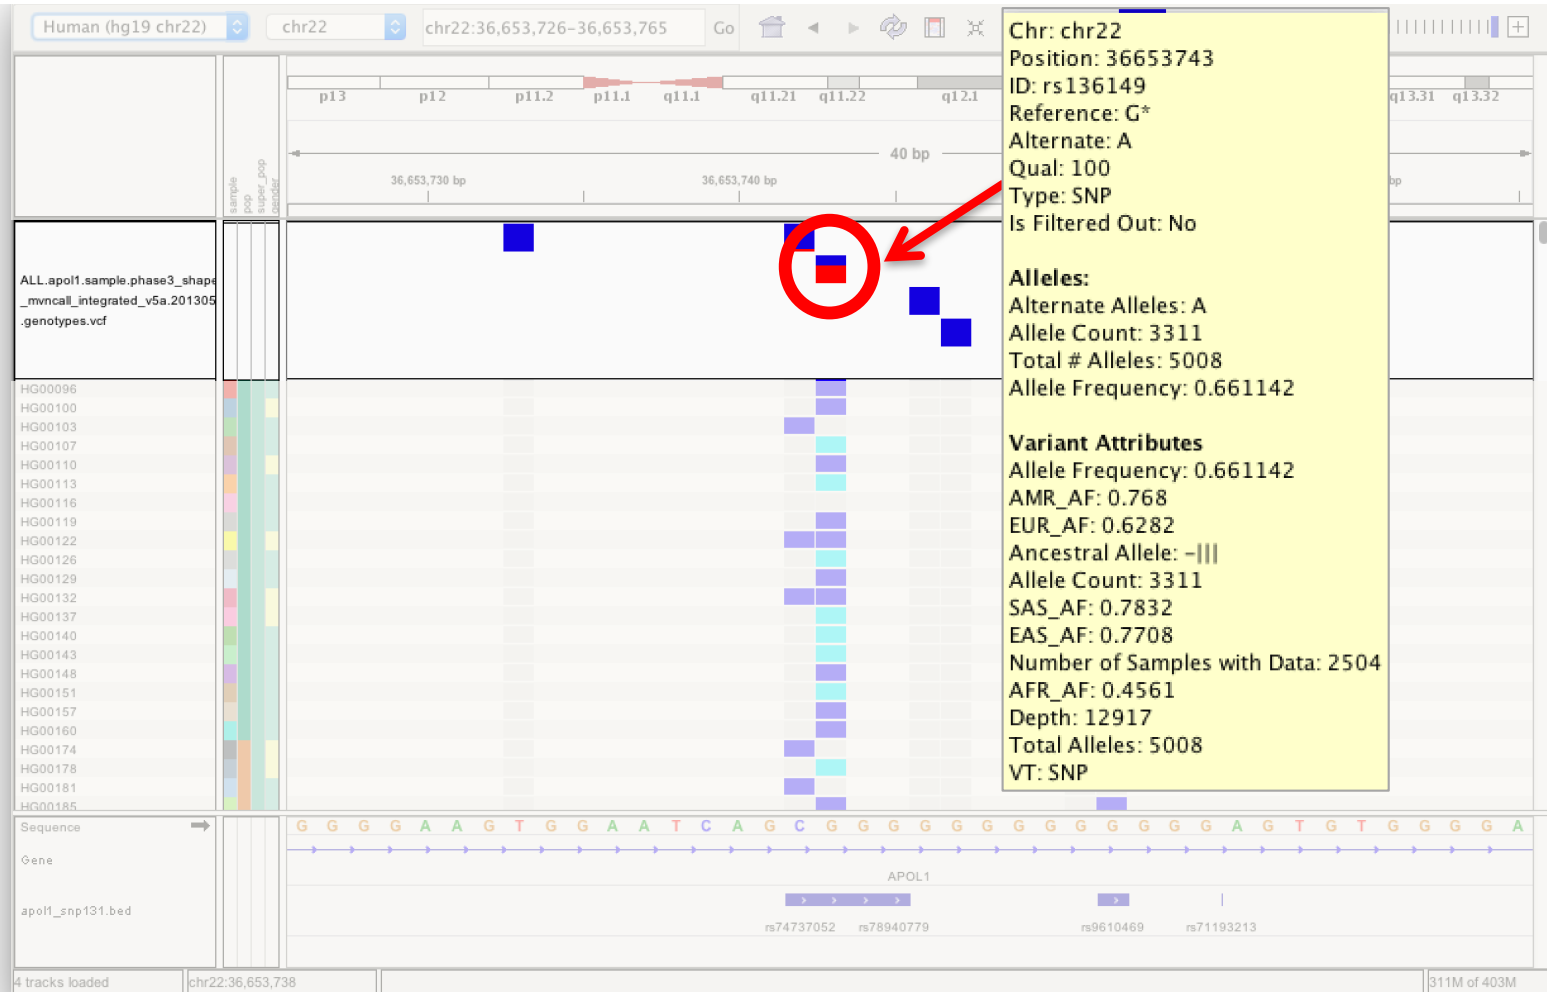 Human (hg19 chr22)
chr22
chr22:36,653,726-36,653,765
Go
p13
p12
p11.2
p11.1
q11.1
q11.21
q11.22
q12.1
q13.31
q13.32
40 bp
36,653,730 bp
36,653,740 bp
bp
sample
pop
super_pop
gender
ALL.apol1.sample.phase3_shape
_mvncall_integrated_v5a.201305
.genotypes.vcf
HG00096
HG00100
HG00103
HG00107
HG00110
HG00113
HG00116
HG00119
HG00122
HG00126
HG00129
HG00132
HG00137
HG00140
HG00143
HG00148
HG00151
HG00157
HG00160
HG00174
HG00178
HG00181
HG00185
Chr: chr22
Position: 36653743
ID: rs136149
Reference: G*
Alternate: A
Qual: 100
Type: SNP
Is Filtered Out: No
Alleles:
Alternate Alleles: A
Allele Count: 3311
Total # Alleles: 5008
Allele Frequency: 0.661142
Variant Attributes
Allele Frequency: 0.661142
AMR_AF: 0.768
EUR_AF: 0.6282
Ancestral Allele: -|||
Allele Count: 3311
SAS_AF: 0.7832
EAS_AF: 0.7708
Number of Samples with Data: 2504
AFR_AF: 0.4561
Depth: 12917
Total Alleles: 5008
VT: SNP
Sequence
G G G G A A G T G G A A T C A G C G G G G G G G G G G G G G A G T G T G G G G A
Gene
APOL1
apol1_snp131.bed
rs74737052 rs78940779 rs9610469 rs71193213
4 tracks loaded
chr22:36,653,738
311M of 403M